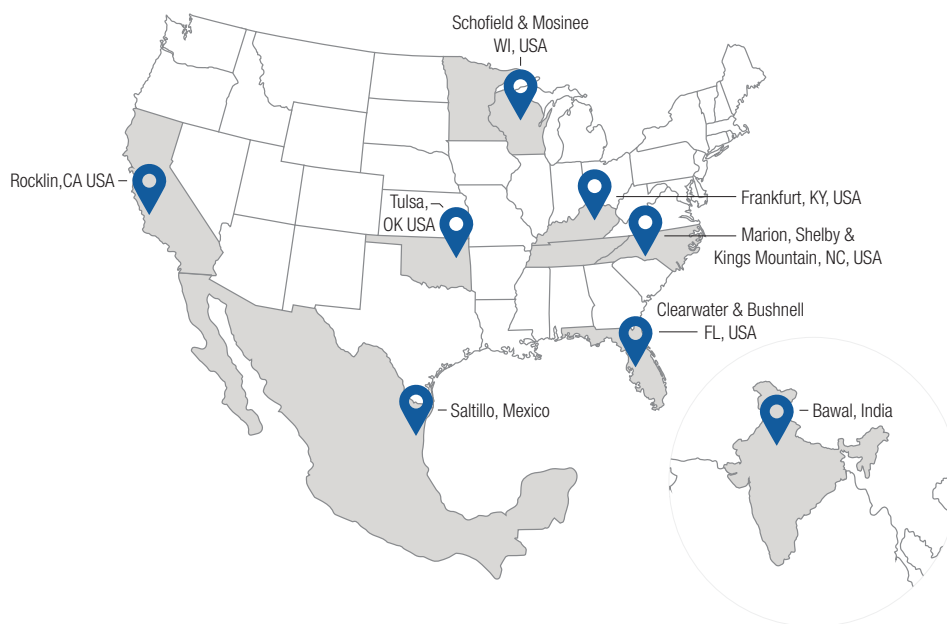 Schofield & Mosinee
WI, USA
Rocklin,CA USA
Tulsa,
OK USA
Frankfurt, KY, USA
Marion, Shelby &
Kings Mountain, NC, USA
Clearwater & Bushnell
FL, USA
Saltillo, Mexico
Bawal, India